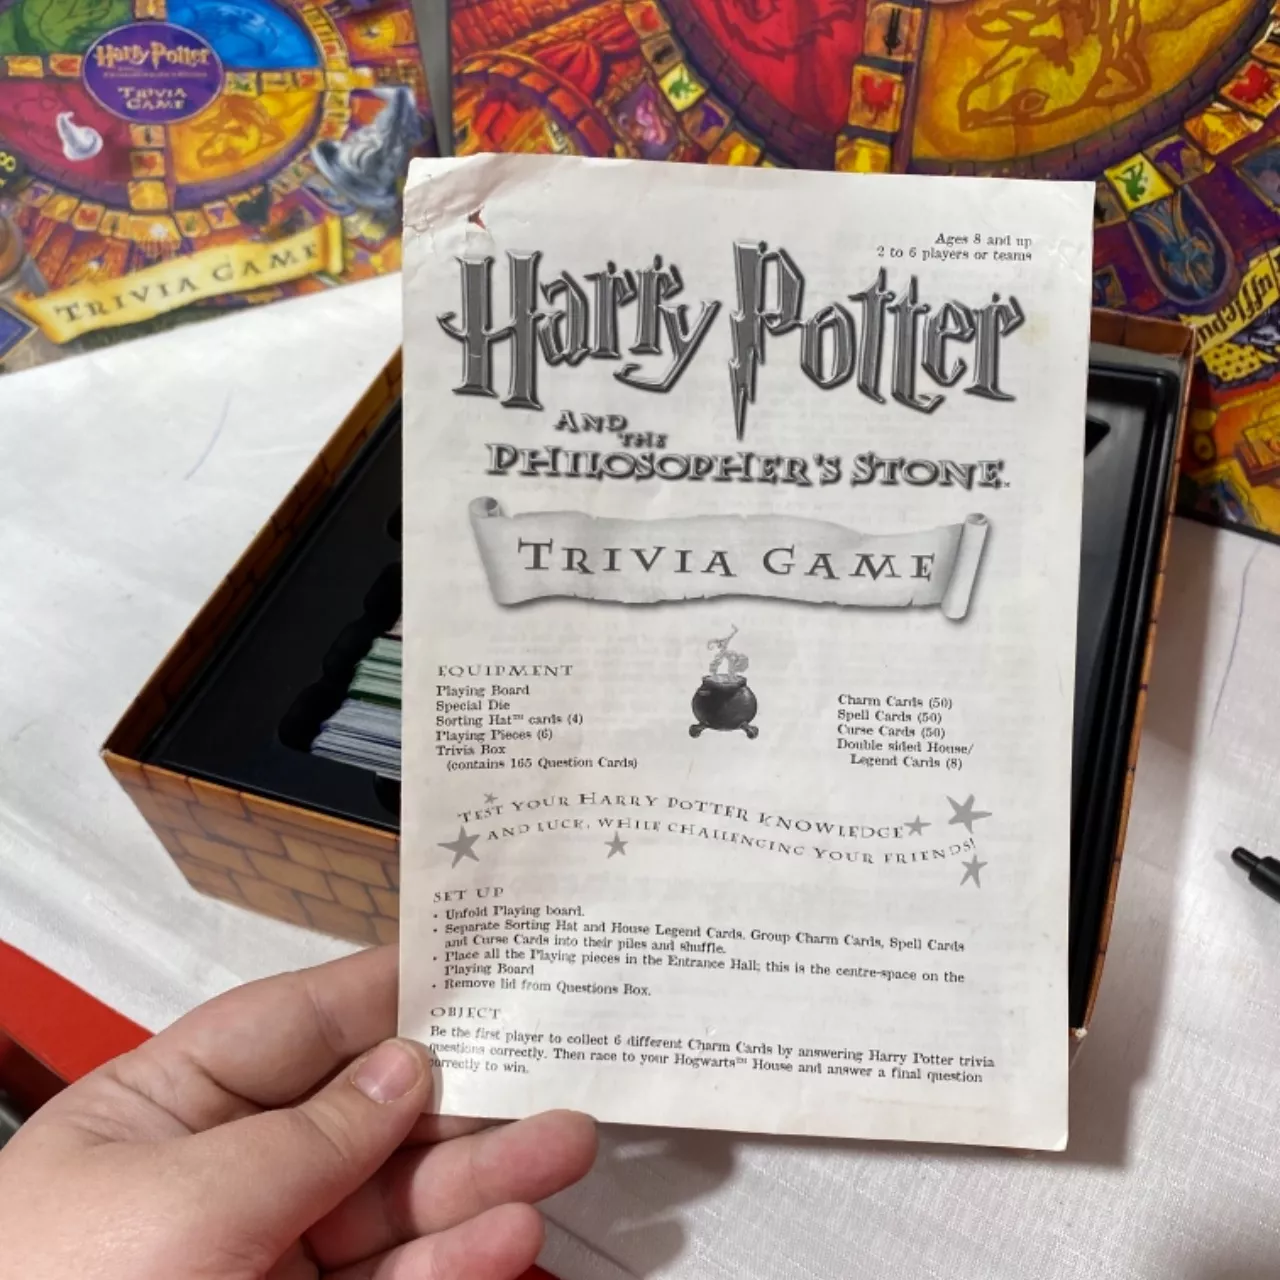 Harry Potter
TRIVIA
GAME
TRIVIA GAME
Ages 8 and up
2 to 6 players or teams
Harry Potter
AND THE
PHILOSOPHER'S STONE
TRIVIA GAME
EQUIPMENT
Playing Board
Special Die
Sorting Hat™ cards (4)
Playing Pieces (6)
Trivia Box
(contains 165 Question Cards)
Charm Cards (50)
Spell Cards (50)
Curse Cards (50)
Double sided House/
Legend Cards (8)
TEST YOUR HARRY POTTER KNOWLEDGE
AND LUCK, WHILE CHALLENGING YOUR FRIENDS!
SET UP
• Unfold Playing board.
• Separate Sorting Hat and House Legend Cards. Group Charm Cards, Spell Cards
and Curse Cards into their piles and shuffle.
• Place all the Playing pieces in the Entrance Hall; this is the centre-space on the
Playing Board
• Remove lid from Questions Box.
OBJECT
Be the first player to collect 6 different Charm Cards by answering Harry Potter trivia
questions correctly. Then race to your Hogwarts™ House and answer a final question
correctly to win.